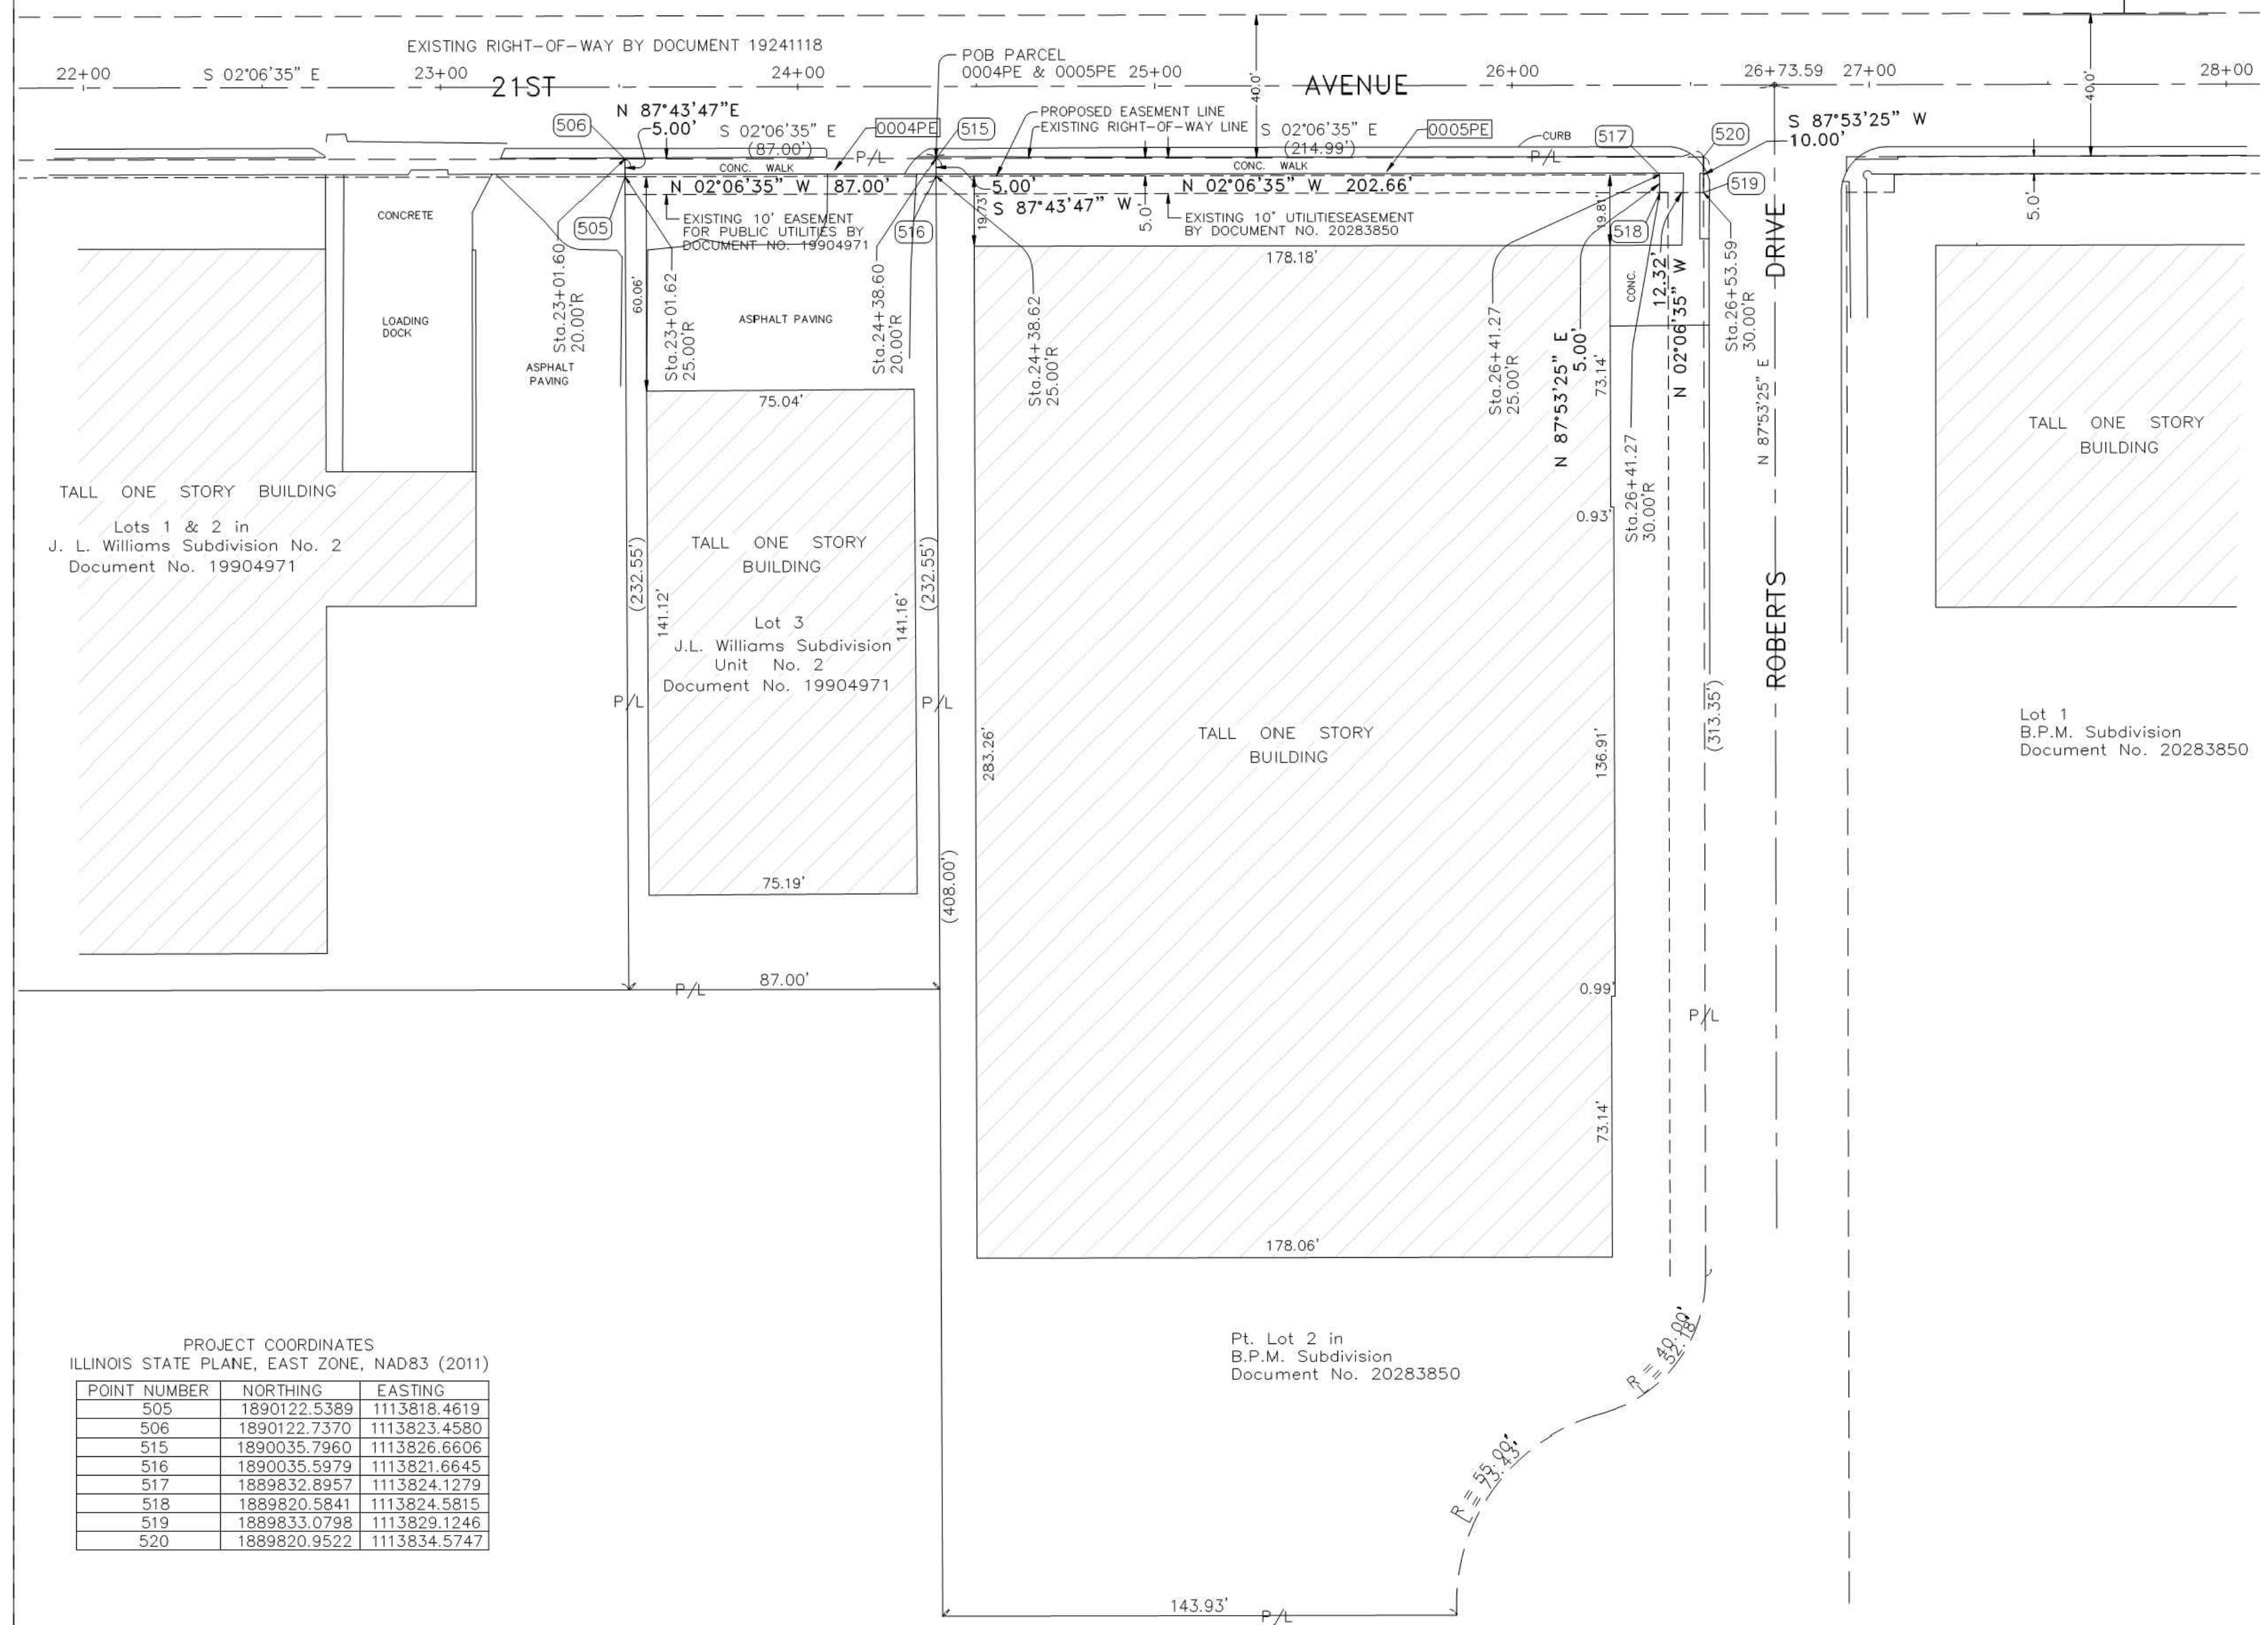 EXISTING RIGHT-OF-WAY BY DOCUMENT 19241118
22+00
S 02°06'35" E
23+00
21ST
24+00
POB PARCEL
0004PE & 0005PE
25+00
AVENUE
26+00
26+73.59
27+00
28+00
40.0'
40.0'
N 87°43'47"E
5.00'
506
S 02°06'35" E
(87.00')
0004PE
P/L
515
PROPOSED EASEMENT LINE
EXISTING RIGHT-OF-WAY LINE
S 02°06'35" E
(214.99')
0005PE
CURB
P/L
517
520
S 87°53'25" W
10.00'
CONC. WALK
CONC. WALK
N 02°06'35" W 87.00'
5.00'
S 87°43'47" W
N 02°06'35" W 202.66'
519
CONCRETE
505
EXISTING 10' EASEMENT
FOR PUBLIC UTILITIES BY
DOCUMENT NO. 19904971
516
19.73'
5.0'
EXISTING 10' UTILITIESEASEMENT
BY DOCUMENT NO. 20283850
19.81'
518
5.0'
178.18'
LOADING
DOCK
ASPHALT
PAVING
Sta.23+01.60
20.00'R
60.06'
Sta.23+01.62
25.00'R
ASPHALT PAVING
Sta.24+38.60
20.00'R
Sta.24+38.62
25.00'R
Sta.26+41.27
25.00'R
N 87°53'25" E
5.00'
CONC.
12.32'
N 02°06'35" W
Sta.26+53.59
30.00'R
DRIVE
N 87°53'25" E
73.14'
Sta.26+41.27
30.00'R
0.93'
75.04'
TALL ONE STORY
BUILDING
TALL ONE STORY BUILDING
Lots 1 & 2 in
J. L. Williams Subdivision No. 2
Document No. 19904971
(232.55')
TALL ONE STORY
BUILDING
(232.55')
141.12'
Lot 3
141.16'
J.L. Williams Subdivision
Unit No. 2
Document No. 19904971
P/L
P/L
ROBERTS
(313.35')
283.26'
TALL ONE STORY
BUILDING
136.91'
Lot 1
B.P.M. Subdivision
Document No. 20283850
75.19'
(408.00')
87.00'
P/L
0.99'
P/L
73.14'
178.06'
Pt. Lot 2 in
B.P.M. Subdivision
Document No. 20283850
R = 40.00'
L = 52.18'
R = 55.00'
L = 73.43'
143.93'
P/L
PROJECT COORDINATES
ILLINOIS STATE PLANE, EAST ZONE, NAD83 (2011)
POINT NUMBER NORTHING EASTING
505 1890122.5389 1113818.4619
506 1890122.7370 1113823.4580
515 1890035.7960 1113826.6606
516 1890035.5979 1113821.6645
517 1889832.8957 1113824.1279
518 1889820.5841 1113824.5815
519 1889833.0798 1113829.1246
520 1889820.9522 1113834.5747